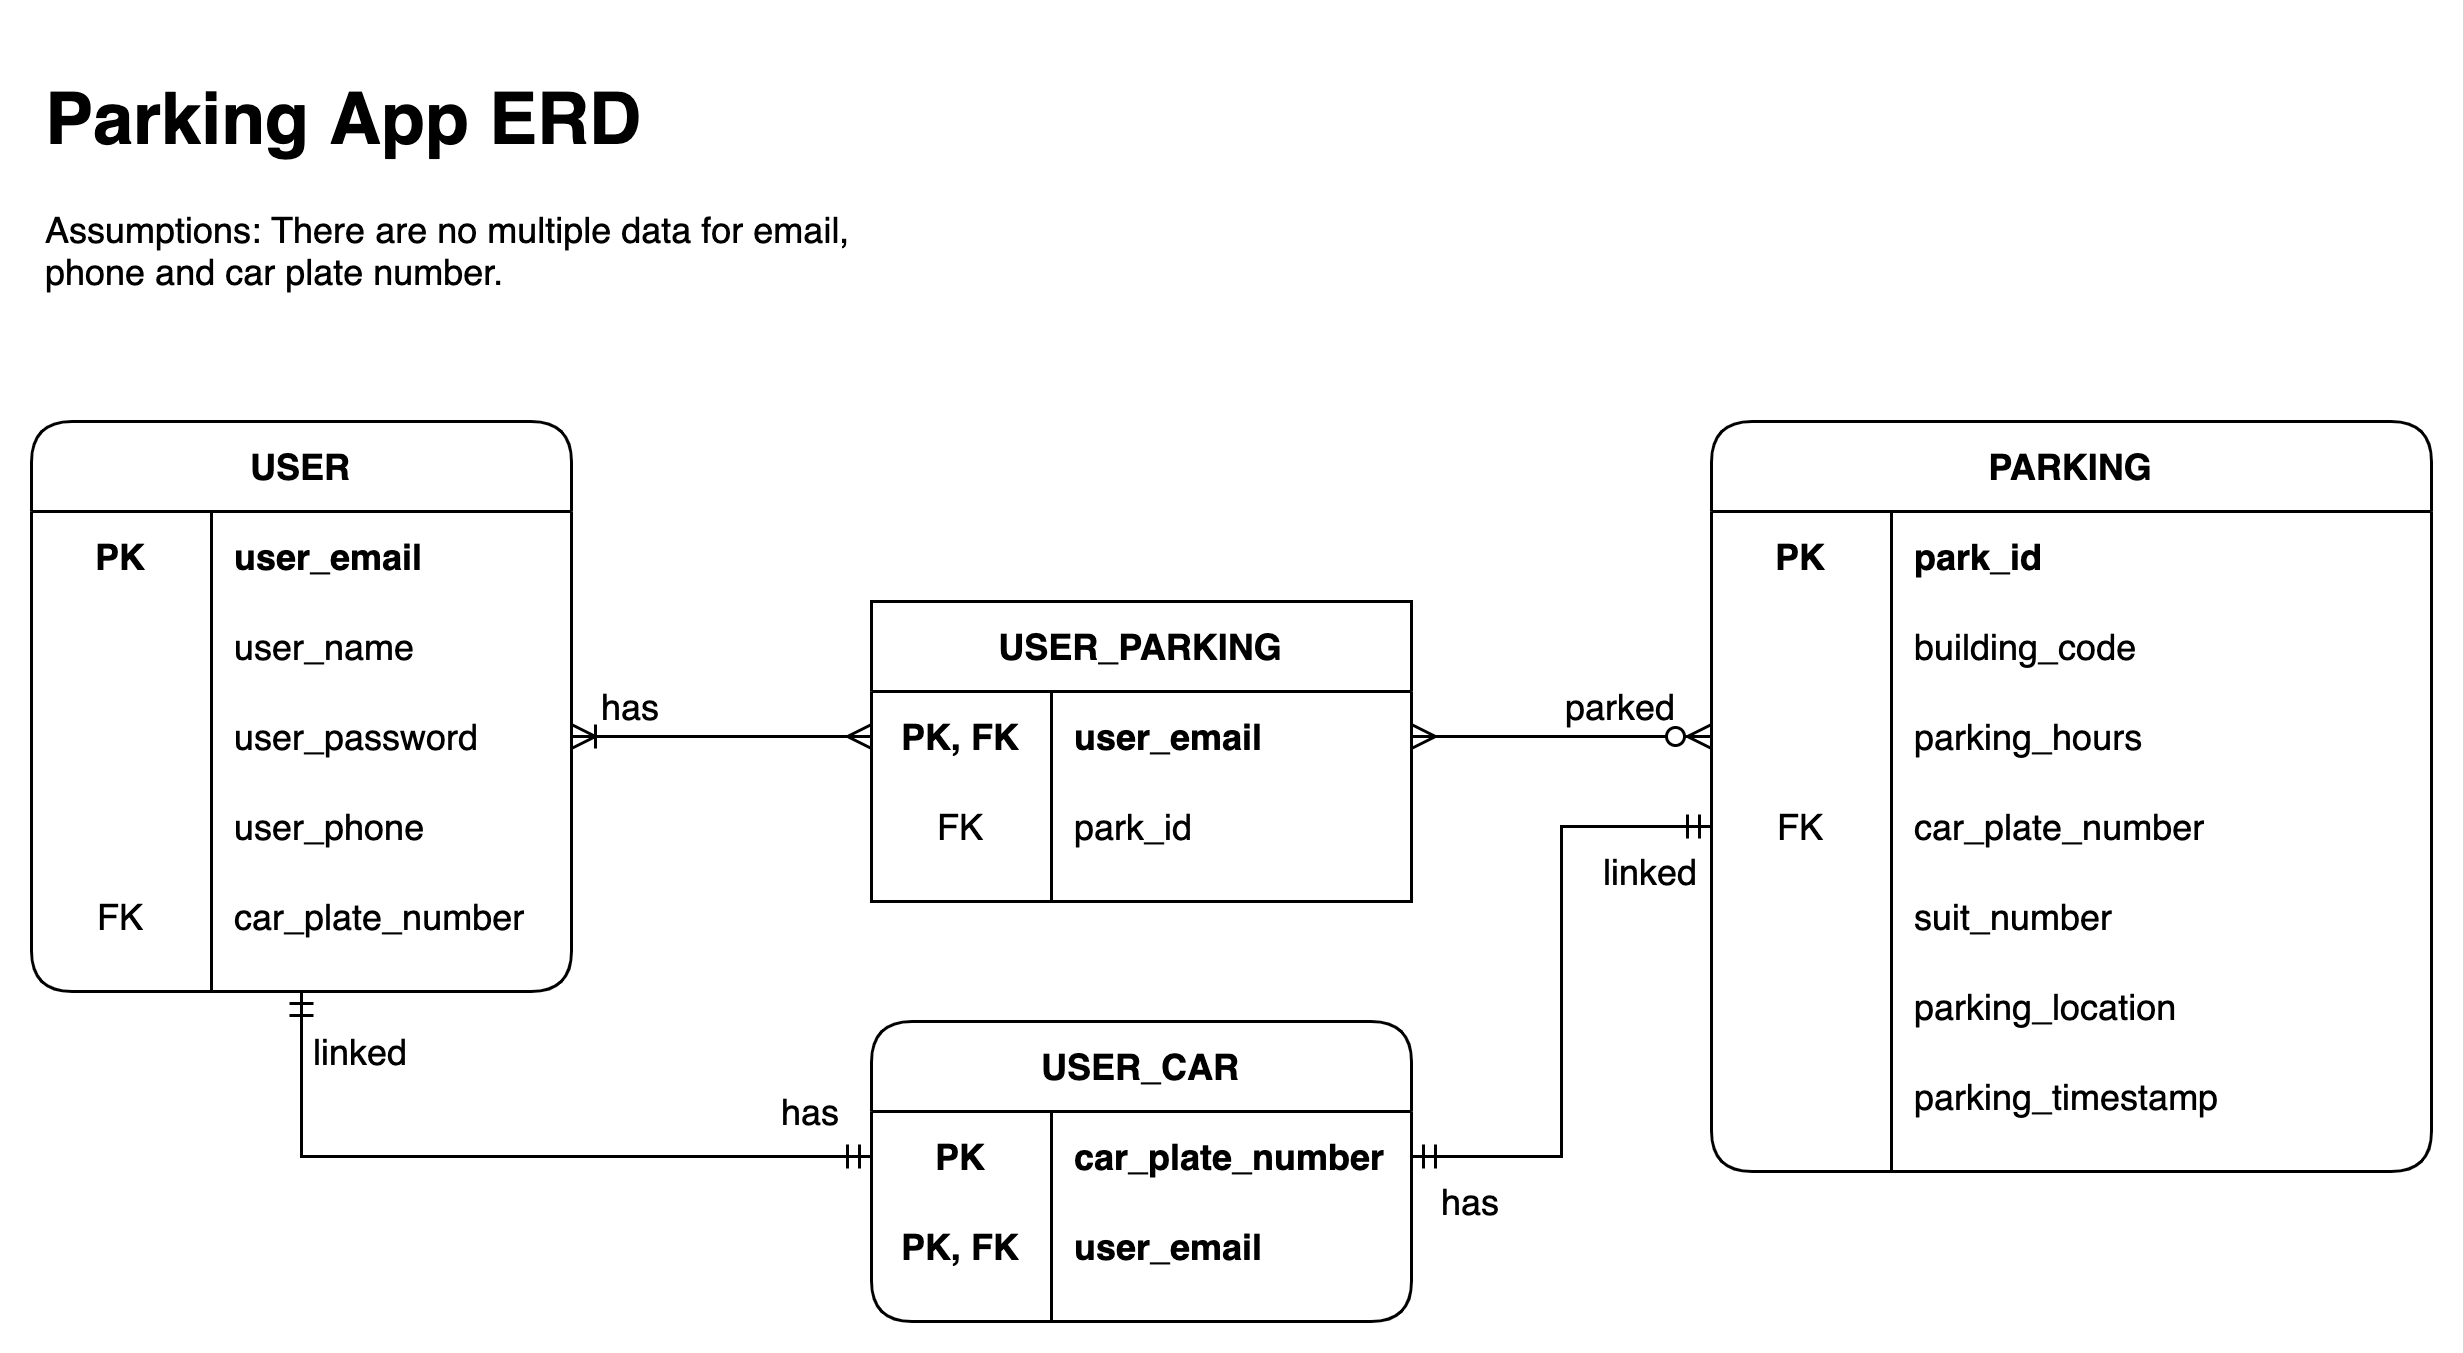 Parking App ERD
Assumptions: There are no multiple data for email,
phone and car plate number.
USER
PK user_email
user_name
user_password
user_phone
FK car_plate_number
has
linked
USER_PARKING
PK, FK user_email
FK park_id
parked
linked
has
USER_CAR
PK car_plate_number
PK, FK user_email
has
PARKING
PK park_id
building_code
parking_hours
FK car_plate_number
suit_number
parking_location
parking_timestamp